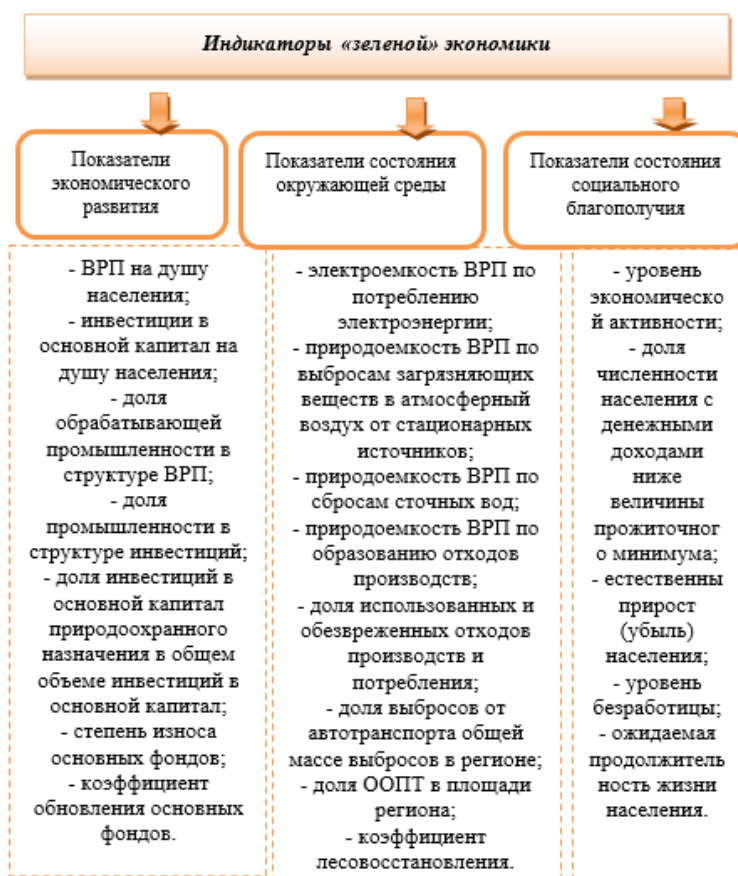 Индикаторы «зеленой» экономики
Показатели
экономического
развития
Показатели состояния
окружающей среды
Показатели состояния
социального
благополучия
- ВРП на душу
населения;
- инвестиции в
основной капитал на
душу населения;
- доля
обрабатывающей
промышленности в
структуре ВРП;
- доля
промышленности в
структуре инвестиций;
- доля инвестиций в
основной капитал
природоохранного
назначения в общем
объеме инвестиций в
основной капитал;
- степень износа
основных фондов;
- коэффициент
обновления основных
фондов.
- электроемкость ВРП по
потреблению
электроэнергии;
- природоемкость ВРП по
выбросам загрязняющих
веществ в атмосферный
воздух от стационарных
источников;
- природоемкость ВРП по
сбросам сточных вод;
- природоемкость ВРП по
образованию отходов
производств;
- доля использованных и
обезвреженных отходов
производств и
потребления;
- доля выбросов от
автотранспорта общей
массе выбросов в регионе;
- доля ООПТ в площади
региона;
- коэффициент
лесовосстановления.
- уровень
экономическо
й активности;
- доля
численности
населения с
денежными
доходами
ниже
величины
прожиточног
о минимума;
- естественны
прирост
(убыль)
населения;
- уровень
безработицы;
- ожидаемая
продолжитель
ность жизни
населения.